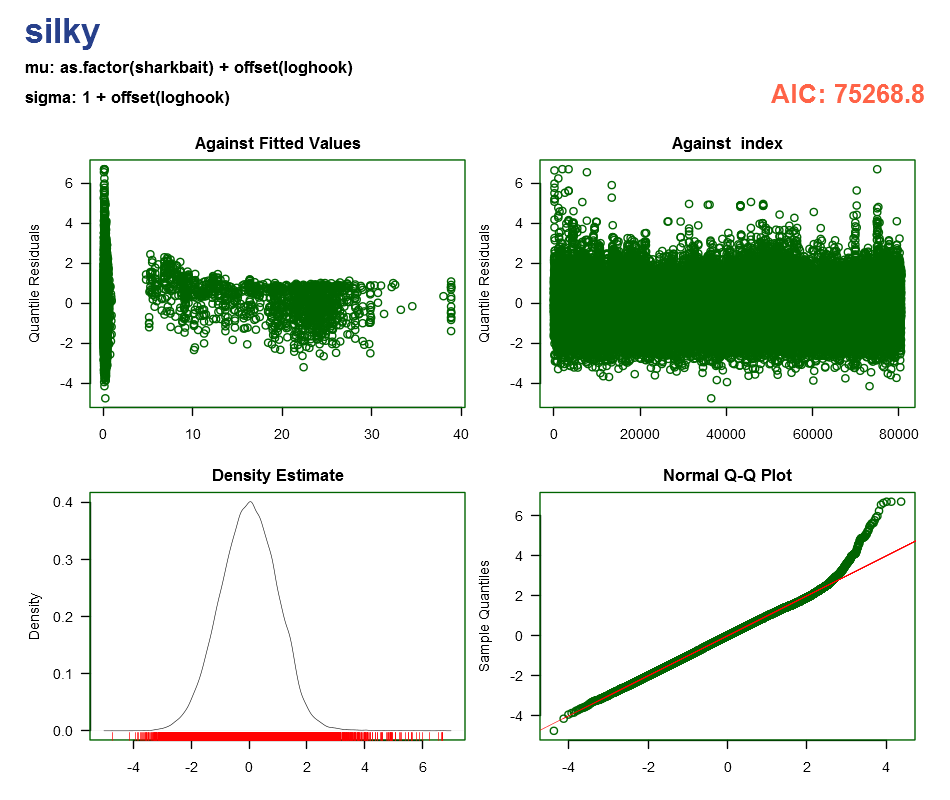 silky
mu: as.factor(sharkbait) + offset(loghook)
sigma: 1 + offset(loghook)
AIC: 75268.8
Against Fitted Values
Quantile Residuals
6
4
2
0
-2
-4
0 10 20 30 40
Against  index
Quantile Residuals
6
4
2
0
-2
-4
0 20000 40000 60000 80000
Density Estimate
Density
0.4
0.3
0.2
0.1
0.0
-4 -2 0 2 4 6
Normal Q-Q Plot
Sample Quantiles
6
4
2
0
-2
-4
-4 -2 0 2 4